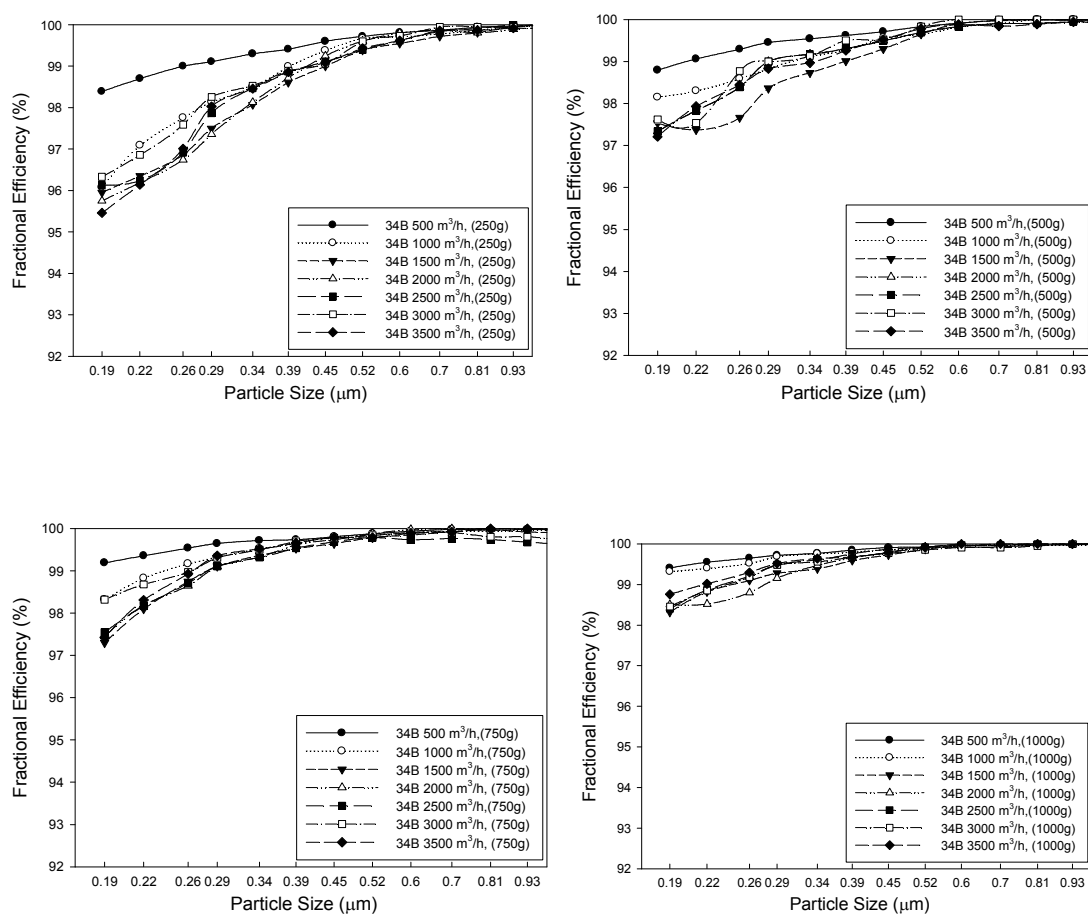 Fractional Efficiency (%)
100
99
98
97
96
95
94
93
92
34B 500 m³/h, (250g)
34B 1000 m³/h,(250g)
34B 1500 m³/h, (250g)
34B 2000 m³/h, (250g)
34B 2500 m³/h,(250g)
34B 3000 m³/h, (250g)
34B 3500 m³/h, (250g)
0.19 0.22 0.26 0.29 0.34 0.39 0.45 0.52 0.6 0.7 0.81 0.93
Particle Size (μm)
Fractional Efficiency (%)
100
99
98
97
96
95
94
93
92
34B 500 m³/h,(500g)
34B 1000 m³/h,(500g)
34B 1500 m³/h, (500g)
34B 2000 m³/h, (500g)
34B 2500 m³/h,(500g)
34B 3000 m³/h, (500g)
34B 3500 m³/h, (500g)
0.19 0.22 0.26 0.29 0.34 0.39 0.45 0.52 0.6 0.7 0.81 0.93
Particle Size (μm)
Fractional Efficiency (%)
100
99
98
97
96
95
94
93
92
34B 500 m³/h,(750g)
34B 1000 m³/h,(750g)
34B 1500 m³/h, (750g)
34B 2000 m³/h, (750g)
34B 2500 m³/h,(750g)
34B 3000 m³/h, (750g)
34B 3500 m³/h, (750g)
0.19 0.22 0.26 0.29 0.34 0.39 0.45 0.52 0.6 0.7 0.81 0.93
Particle Size (μm)
Fractional Efficiency (%)
100
99
98
97
96
95
94
93
92
34B 500 m³/h,(1000g)
34B 1000 m³/h,(1000g)
34B 1500 m³/h, (1000g)
34B 2000 m³/h, (1000g)
34B 2500 m³/h,(1000g)
34B 3000 m³/h, (1000g)
34B 3500 m³/h, (1000g)
0.19 0.22 0.26 0.29 0.34 0.39 0.45 0.52 0.6 0.7 0.81 0.93
Particle Size (μm)